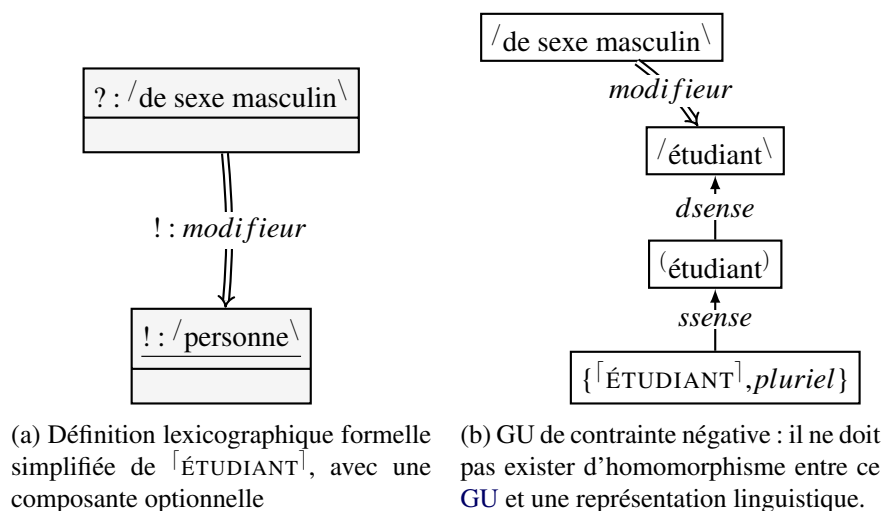 ? : /de sexe masculin\
! : modifieur
! : /personne\
(a) Définition lexicographique formelle
simplifiée de ⌈ÉTUDIANT⌉, avec une
composante optionnelle
/de sexe masculin\
modifieur
/étudiant\
dsense
(étudiant)
ssense
{⌈ÉTUDIANT⌉,pluriel}
(b) GU de contrainte négative : il ne doit
pas exister d'homomorphisme entre ce
GU et une représentation linguistique.